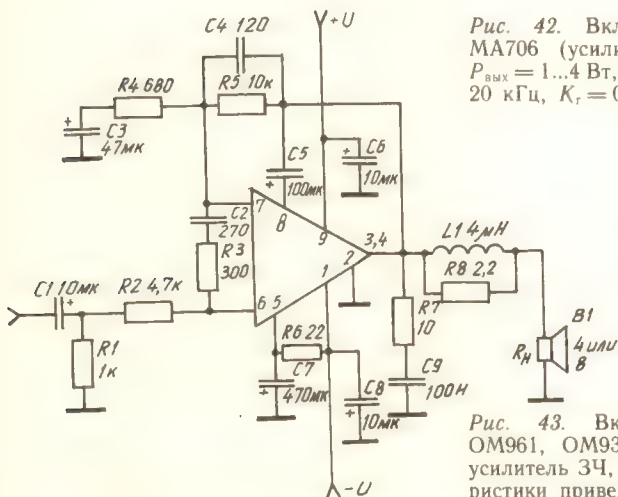 C4 120
+U
R4 680
R5 10к
C3
47мк
C5
100мк
C6
10мк
C2
270
R3
300
7
8
9
3,4
1
2
6
5
C1 10мк
R2 4,7к
R1
1к
R6 22
C7
470мк
C8
10мк
R7
10
C9
100Н
L1 4μH
R8 2,2
B1
Rн
4 или
8
-U
Рис. 42. Вкл
МА706 (усили
Pвых = 1...4 Вт,
20 кГц, Kг = 0
Рис. 43. Вк
ОМ961, ОМ93
усилитель ЗЧ,
ристики приве